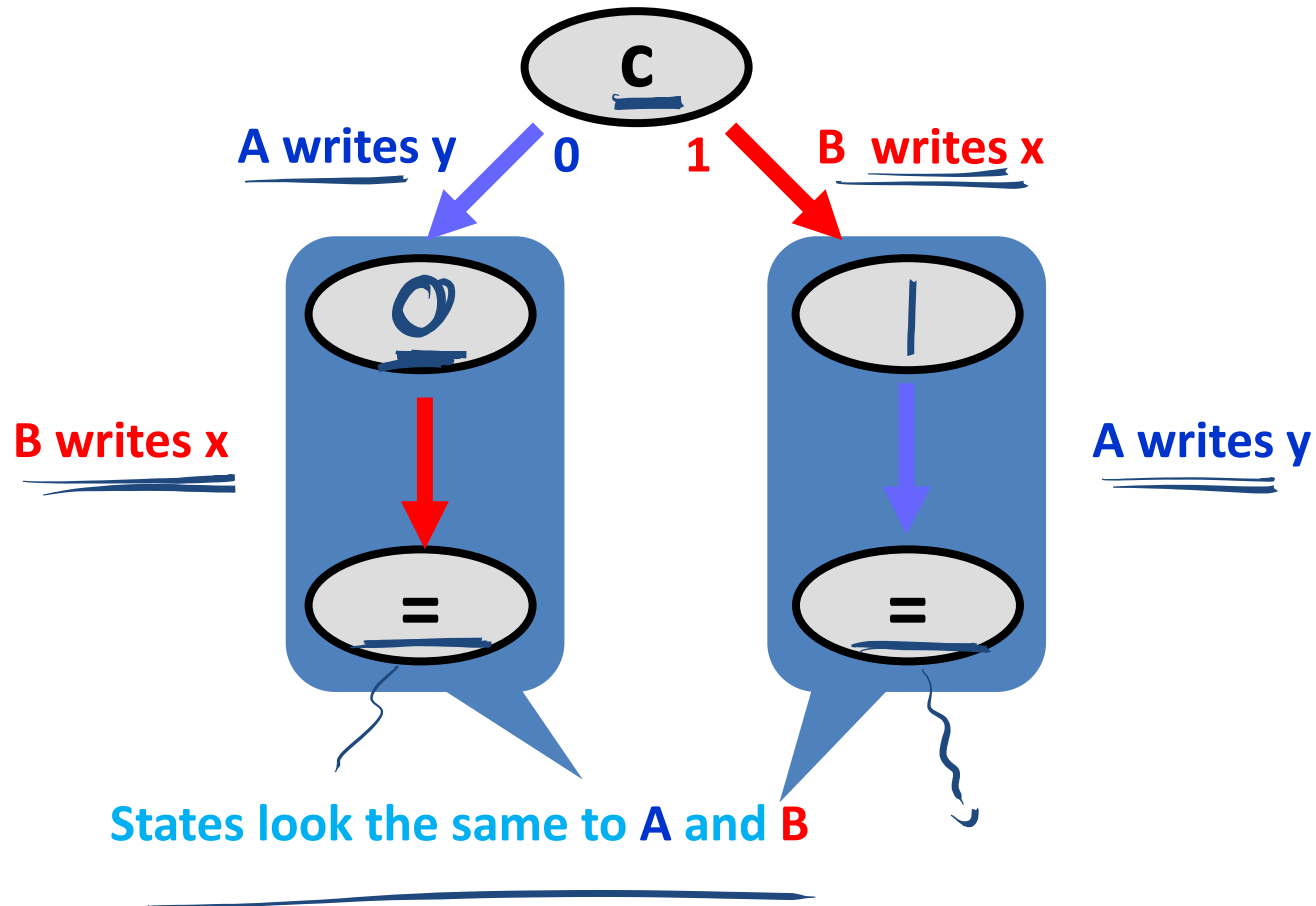 c
A writes y
0
1
B writes x
0
1
B writes x
A writes y
=
=
States look the same to A and B